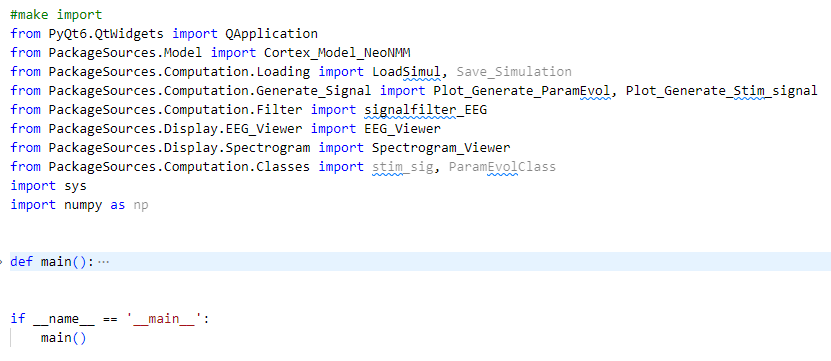 #make import
from PyQt6.QtWidgets import QApplication
from PackageSources.Model import Cortex_Model_NeoNMM
from PackageSources.Computation.Loading import LoadSimul, Save_Simulation
from PackageSources.Computation.Generate_Signal import Plot_Generate_ParamEvol, Plot_Generate_Stim_signal
from PackageSources.Computation.Filter import signalfilter_EEG
from PackageSources.Display.EEG_Viewer import EEG_Viewer
from PackageSources.Display.Spectrogram import Spectrogram_Viewer
from PackageSources.Computation.Classes import stim_sig, ParamEvolClass
import sys
import numpy as np
def main():···
if __name__ == '__main__':
    main()